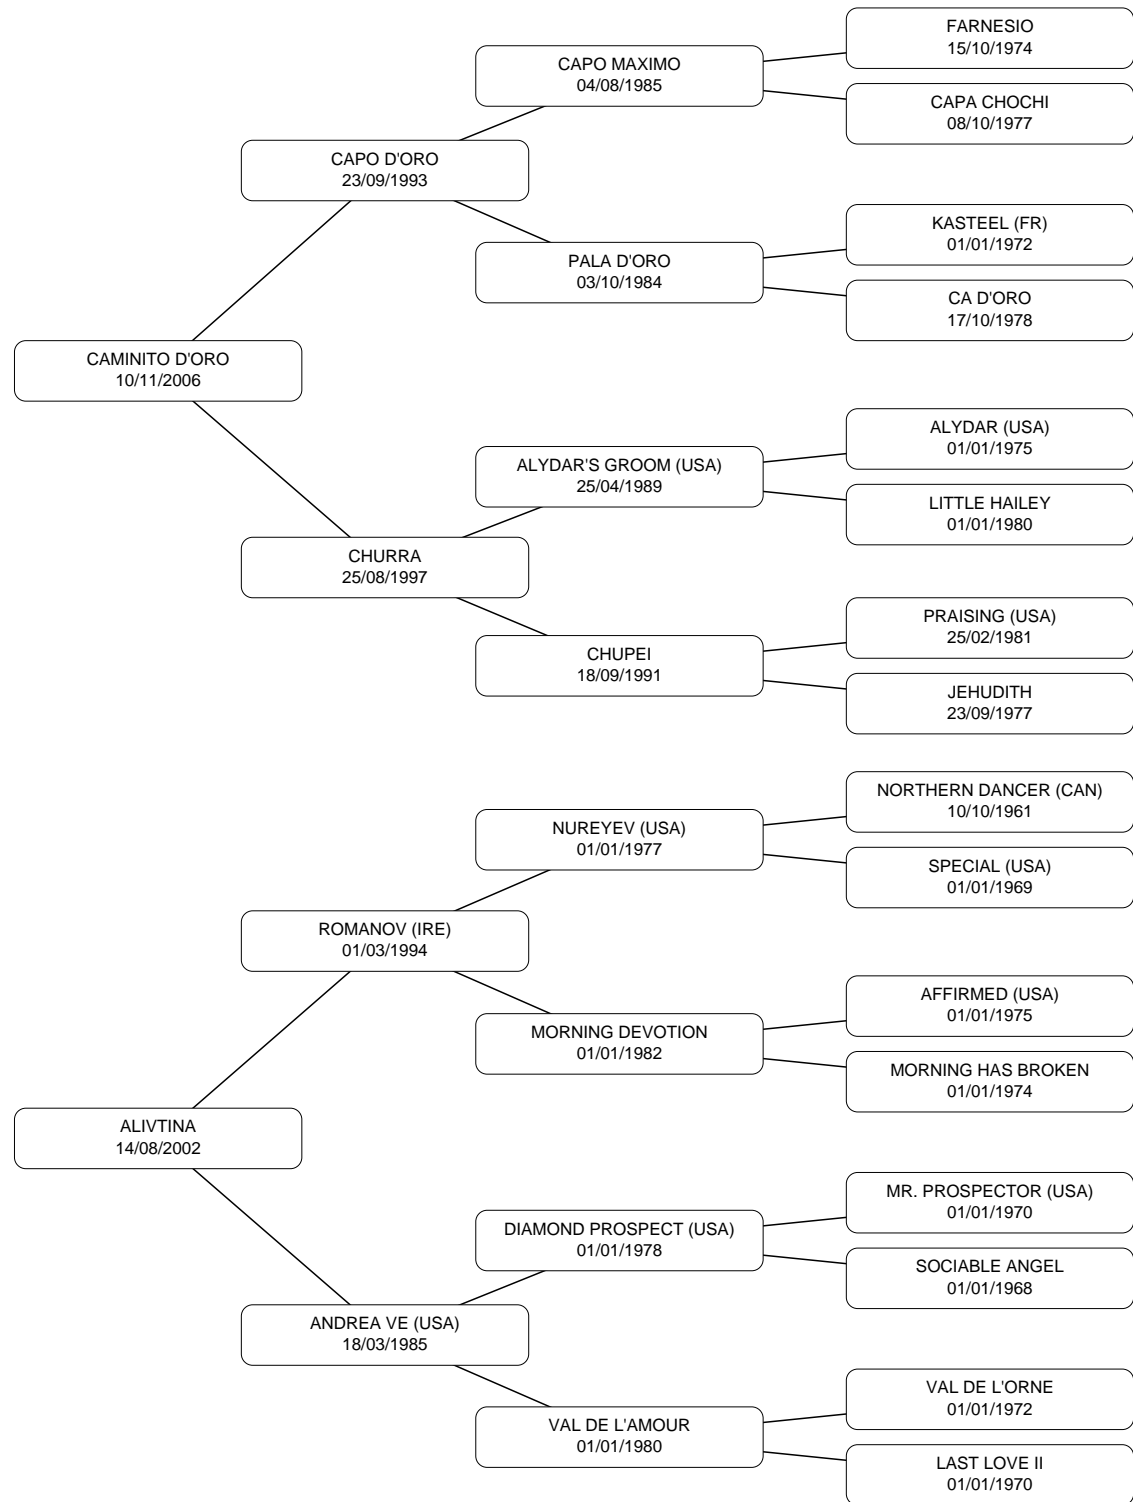 FARNESIO
15/10/1974
CAPO MAXIMO
04/08/1985
CAPA CHOCHI
08/10/1977
CAPO D'ORO
23/09/1993
KASTEEL (FR)
01/01/1972
PALA D'ORO
03/10/1984
CA D'ORO
17/10/1978
CAMINITO D'ORO
10/11/2006
ALYDAR (USA)
01/01/1975
ALYDAR'S GROOM (USA)
25/04/1989
LITTLE HAILEY
01/01/1980
CHURRA
25/08/1997
PRAISING (USA)
25/02/1981
CHUPEI
18/09/1991
JEHUDITH
23/09/1977
NORTHERN DANCER (CAN)
10/10/1961
NUREYEV (USA)
01/01/1977
SPECIAL (USA)
01/01/1969
ROMANOV (IRE)
01/03/1994
AFFIRMED (USA)
01/01/1975
MORNING DEVOTION
01/01/1982
MORNING HAS BROKEN
01/01/1974
ALIVTINA
14/08/2002
MR. PROSPECTOR (USA)
01/01/1970
DIAMOND PROSPECT (USA)
01/01/1978
SOCIABLE ANGEL
01/01/1968
ANDREA VE (USA)
18/03/1985
VAL DE L'ORNE
01/01/1972
VAL DE L'AMOUR
01/01/1980
LAST LOVE II
01/01/1970